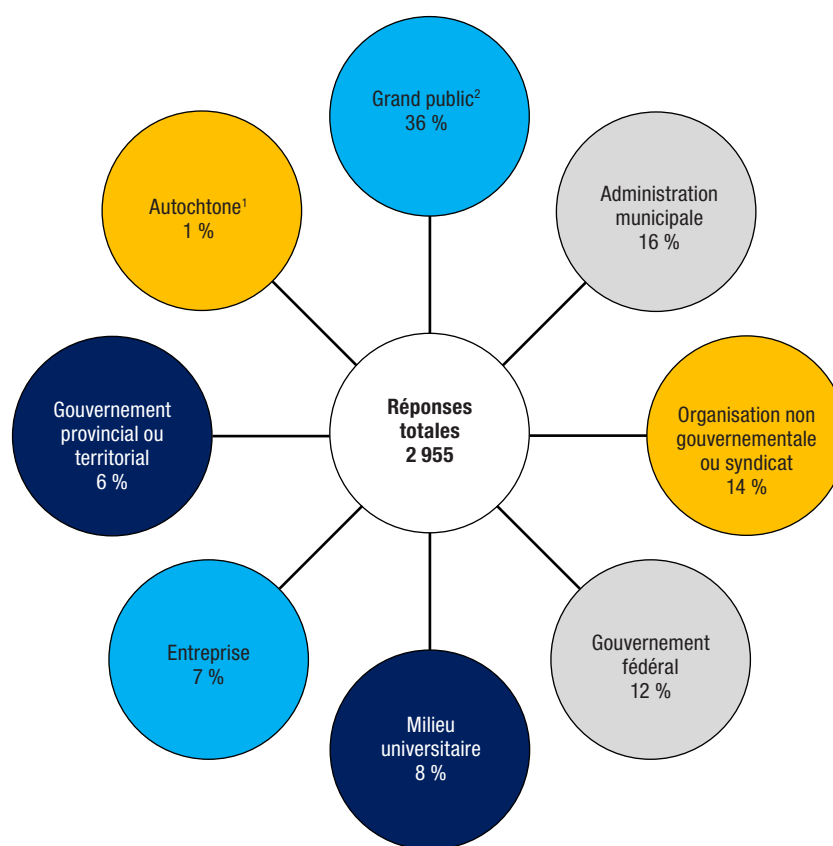 Grand public²
36 %
Administration
municipale
16 %
Organisation non
gouvernementale
ou syndicat
14 %
Gouvernement
fédéral
12 %
Milieu
universitaire
8 %
Entreprise
7 %
Gouvernement
provincial ou
territorial
6 %
Autochtone¹
1 %
Réponses
totales
2 955